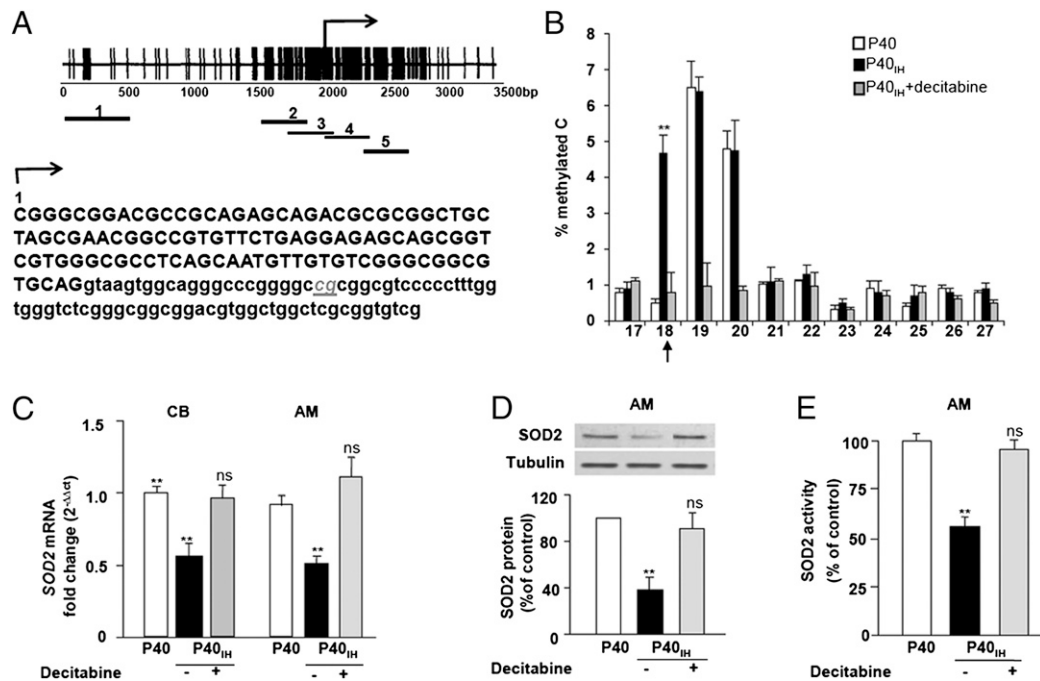 A
0 500 1000 1500 2000 2500 3000 3500bp
1
2
3
4
5
1
CGGGCGGACGCCGCAGAGCAGACGCGCGGCTGC
TAGCGAACGGCCGTGTTCTGAGGAGAGCAGCGGT
CGTGGGCGCCTCAGCAATGTTGTGTCGGGCGGCG
TGCAGgtaagtggcagggcccggggccgcggcgtcccccctttgg
tgggtctcgggcggcggacgtggctggctcgcggtgtcg
B
% methylated C
8
7
6
5
4
3
2
1
0
P40
P40IH
P40IH+decitabine
**
17 18 19 20 21 22 23 24 25 26 27
C
CB AM
SOD2 mRNA
fold change (2-ΔΔct)
1.5
1.0
0.5
0
** ** ns ** ns
P40 P40IH P40 P40IH
Decitabine - + - +
D
AM
SOD2
Tubulin
SOD2 protein
(%of control)
120
80
40
0
** ns
P40 P40IH
- +
E
AM
SOD2 activity
(% of control)
100
75
50
25
0
** ns
P40 P40IH
Decitabine - +